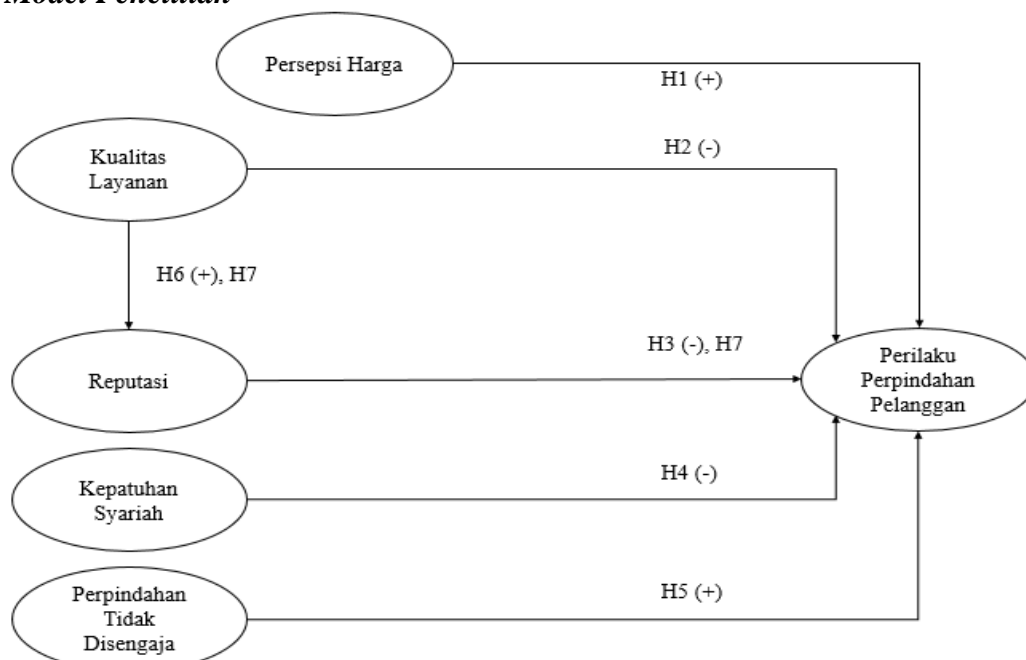 Model Penelitian
Persepsi Harga
H1 (+)
Kualitas
Layanan
H2 (-)
H6 (+), H7
Reputasi
H3 (-), H7
Perilaku
Perpindahan
Pelanggan
Kepatuhan
Syariah
H4 (-)
Perpindahan
Tidak
Disengaja
H5 (+)